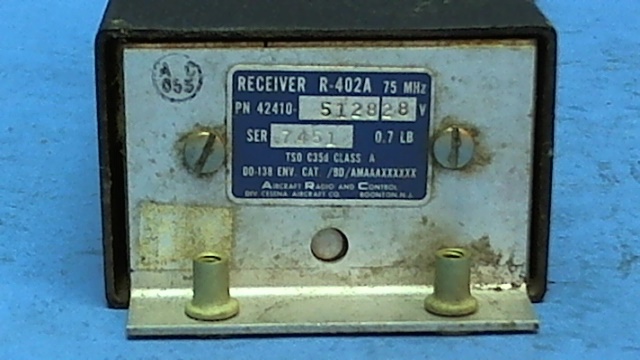 RECEIVER R-402A 75 MHz
PN 42410- 512828 V
SER 7451 0.7 LB
TSO C35d CLASS A
DO-138 ENV. CAT /BD/AMAAAXXXXXX
AIRCRAFT RADIO AND CONTROL
DIV. CESSNA AIRCRAFT CO. BOONTON, N.J.